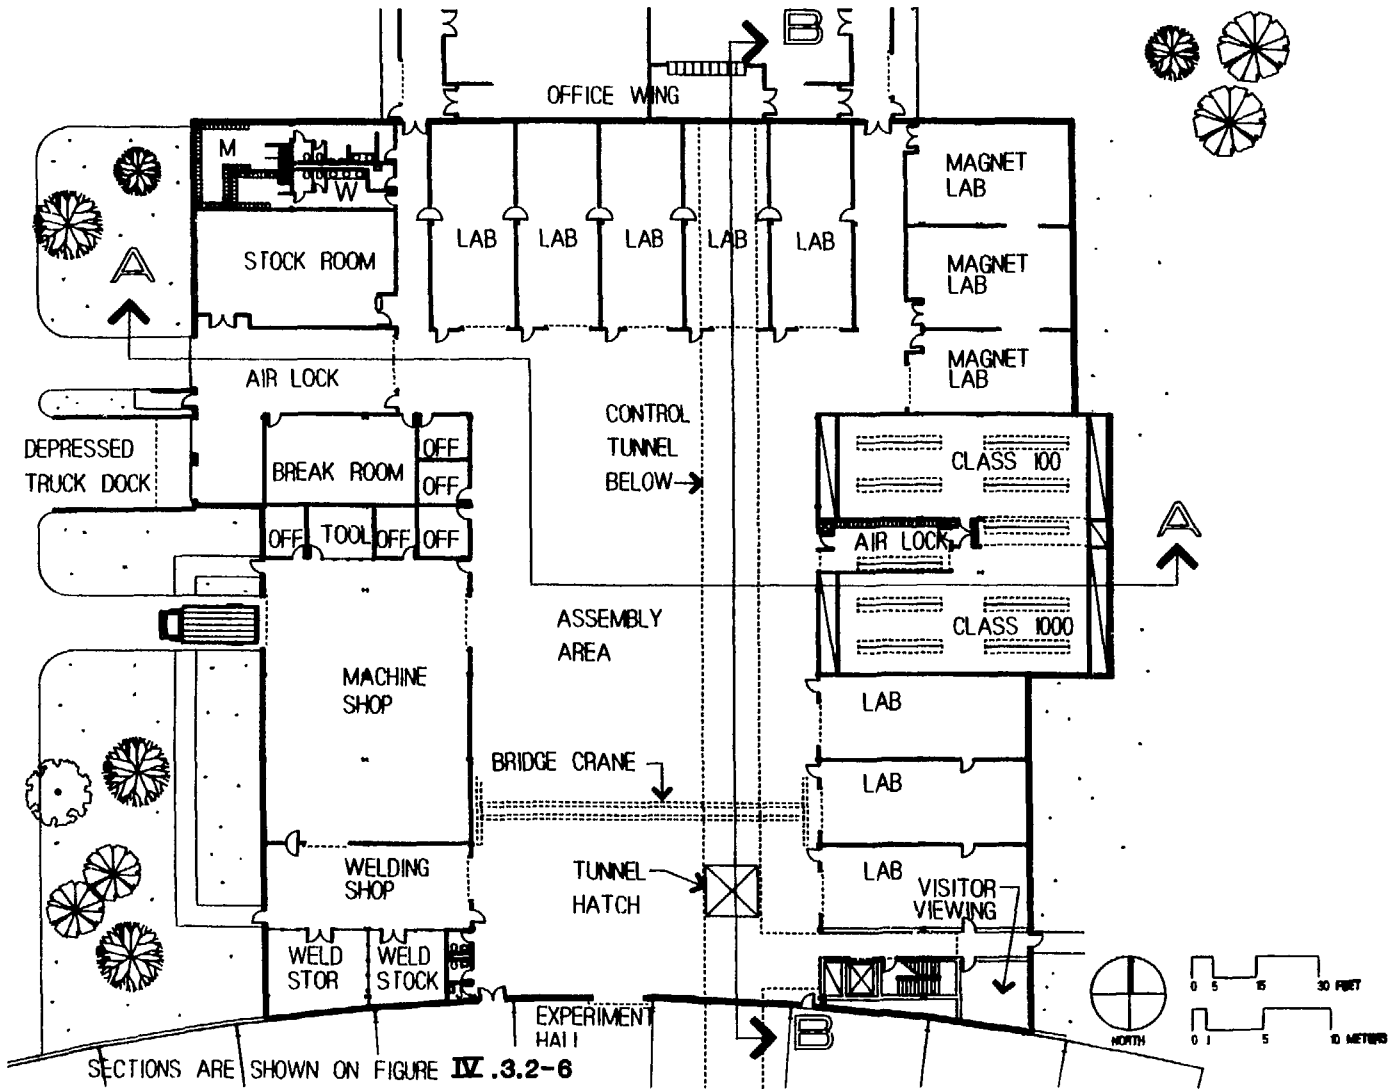 B
OFFICE WING
M
W
MAGNET
LAB
LAB
LAB
LAB
LAB
LAB
STOCK ROOM
A
MAGNET
LAB
MAGNET
LAB
AIR LOCK
CONTROL
TUNNEL
BELOW
DEPRESSED
TRUCK DOCK
BREAK ROOM
OFF
OFF
CLASS 100
OFF
TOOL
OFF
OFF
AIR LOCK
A
ASSEMBLY
AREA
CLASS 1000
MACHINE
SHOP
LAB
BRIDGE CRANE
LAB
WELDING
SHOP
TUNNEL
HATCH
LAB
VISITOR
VIEWING
WELD
STOR
WELD
STOCK
EXPERIMENT
HALL
B
NORTH
0 5 15 30 FEET
0 1 5 10 METERS
SECTIONS ARE SHOWN ON FIGURE IV.3.2-6